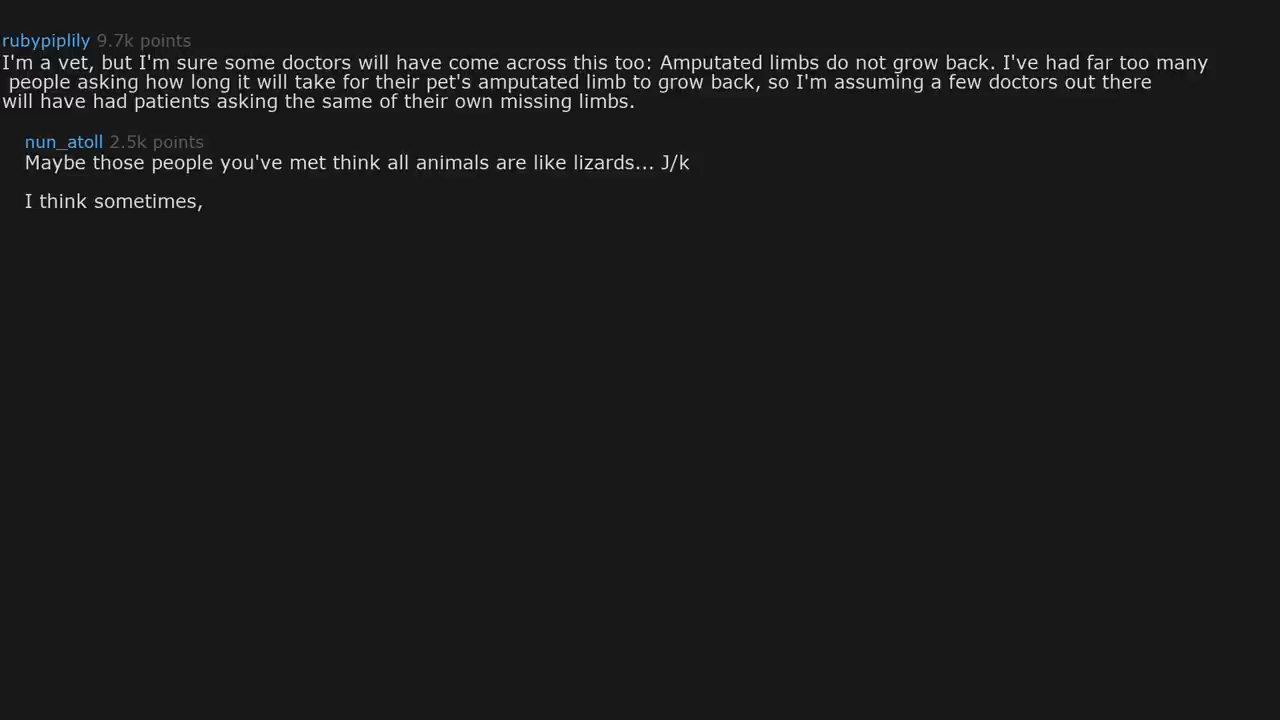 rubypiplily 9.7k points
I'm a vet, but I'm sure some doctors will have come across this too: Amputated limbs do not grow back. I've had far too many
people asking how long it will take for their pet's amputated limb to grow back, so I'm assuming a few doctors out there
will have had patients asking the same of their own missing limbs.
nun_atoll 2.5k points
Maybe those people you've met think all animals are like lizards... J/k
I think sometimes,